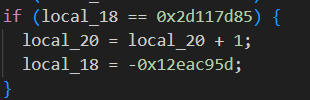 if (local_18 == 0x2d117d85) {
local_20 = local_20 + 1;
local_18 = -0x12eac95d;
}